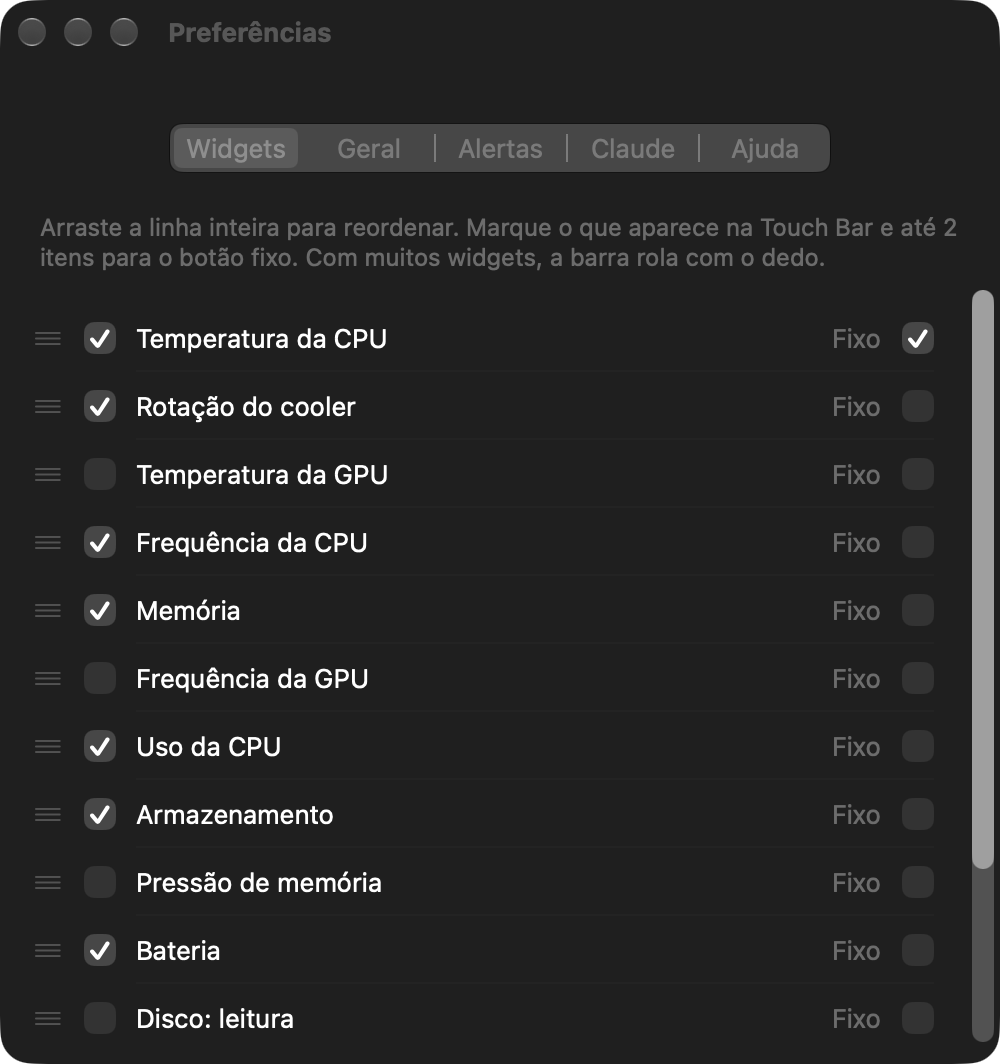 Preferências
Widgets Geral Alertas Claude Ajuda
Arraste a linha inteira para reordenar. Marque o que aparece na Touch Bar e até 2
itens para o botão fixo. Com muitos widgets, a barra rola com o dedo.
Temperatura da CPU Fixo
Rotação do cooler Fixo
Temperatura da GPU Fixo
Frequência da CPU Fixo
Memória Fixo
Frequência da GPU Fixo
Uso da CPU Fixo
Armazenamento Fixo
Pressão de memória Fixo
Bateria Fixo
Disco: leitura Fixo